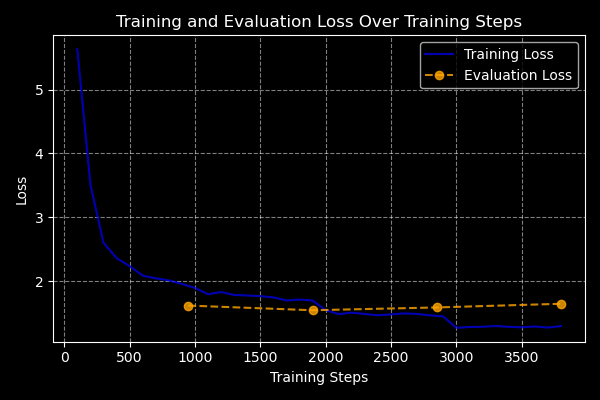 Training and Evaluation Loss Over Training Steps
Training Loss
Evaluation Loss
Loss
5
4
3
2
0
500
1000
1500
2000
2500
3000
3500
Training Steps